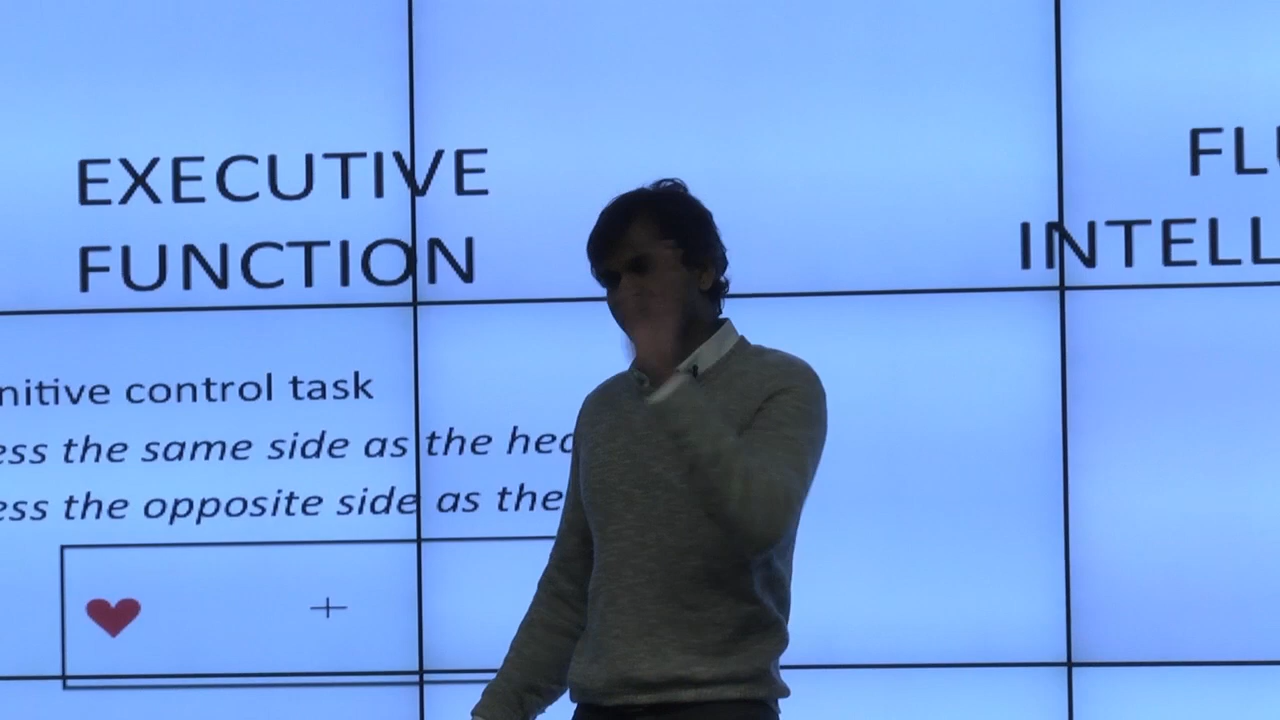 EXECUTIVE
FUNCTION
FLU
INTELL
nitive control task
ess the same side as the hea
ess the opposite side as the